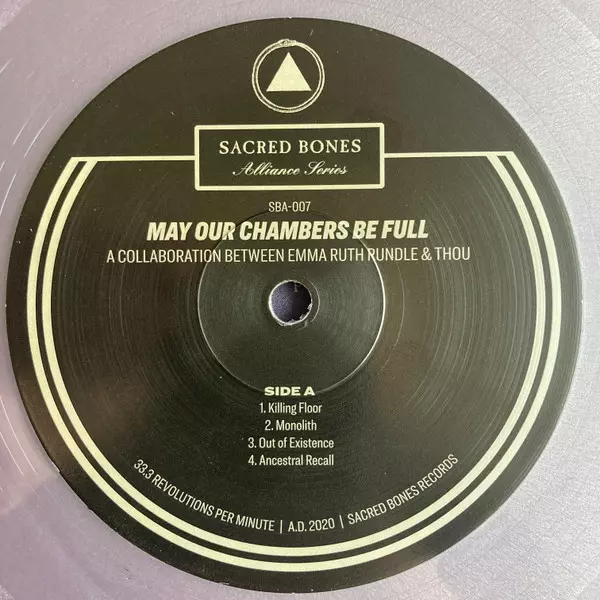 SACRED BONES
Alliance Series
SBA-007
MAY OUR CHAMBERS BE FULL
A COLLABORATION BETWEEN EMMA RUTH RUNDLE & THOU
SIDE A
1. Killing Floor
2. Monolith
3. Out of Existence
4. Ancestral Recall
33.3 REVOLUTIONS PER MINUTE | A.D. 2020 | SACRED BONES RECORDS